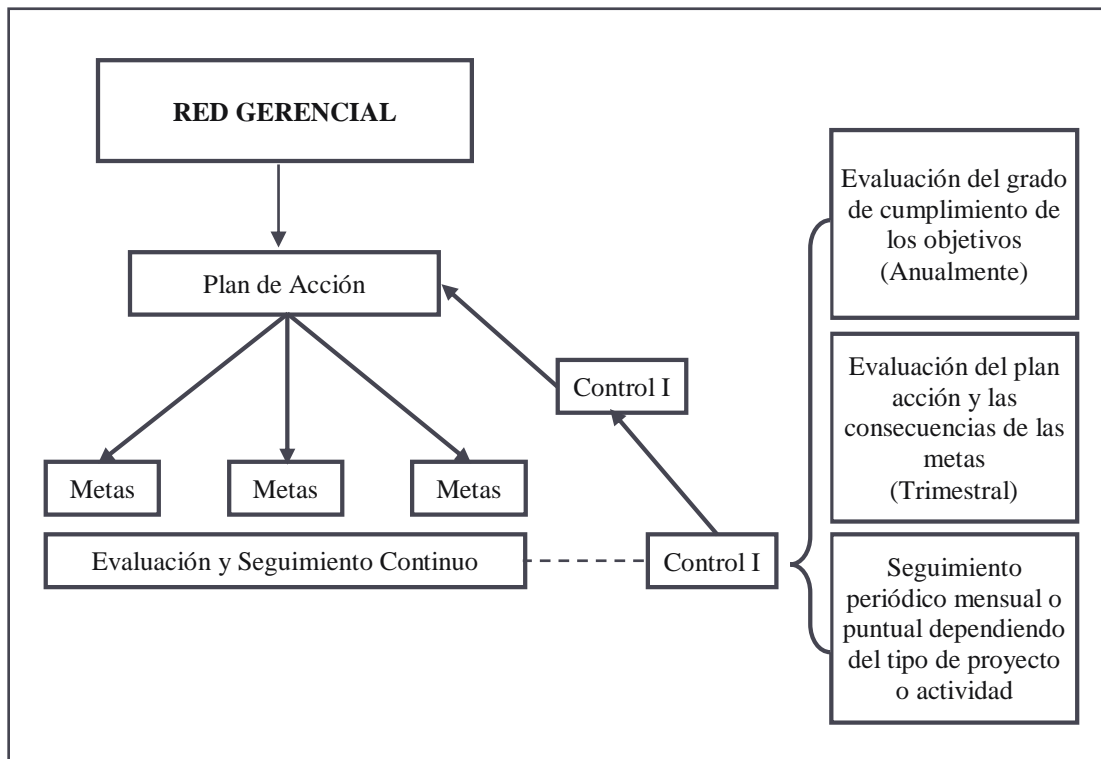 RED GERENCIAL
Plan de Acción
Control I
Metas
Metas
Metas
Evaluación y Seguimiento Continuo
Control I
Evaluación del grado
de cumplimiento de
los objetivos
(Anualmente)
Evaluación del plan
acción y las
consecuencias de las
metas
(Trimestral)
Seguimiento
periódico mensual o
puntual dependiendo
del tipo de proyecto
o actividad